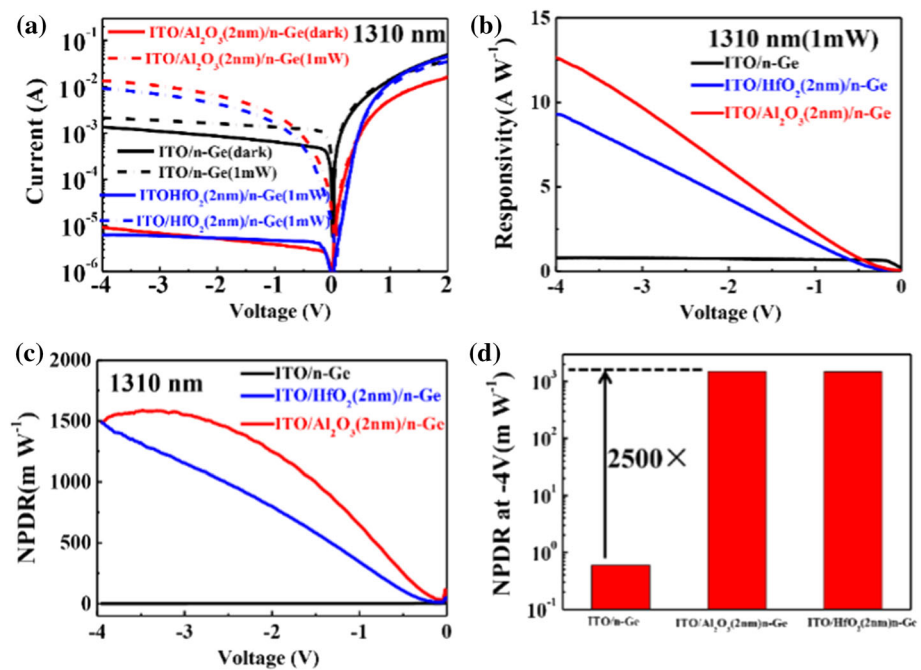 (a)
ITO/Al₂O₃(2nm)/n-Ge(dark)
1310 nm
ITO/Al₂O₃(2nm)/n-Ge(1mW)
ITO/n-Ge(dark)
ITO/n-Ge(1mW)
ITOHfO₂(2nm)/n-Ge(1mW)
ITO/HfO₂(2nm)/n-Ge(1mW)
Current (A)
10⁻¹
10⁻²
10⁻³
10⁻⁴
10⁻⁵
10⁻⁶
-4 -3 -2 -1 0 1 2
Voltage (V)
(b)
1310 nm(1mW)
ITO/n-Ge
ITO/HfO₂(2nm)/n-Ge
ITO/Al₂O₃(2nm)/n-Ge
Responsivity(A W⁻¹)
15
10
5
0
-4 -3 -2 -1 0
Voltage (V)
(c)
1310 nm
ITO/n-Ge
ITO/HfO₂(2nm)/n-Ge
ITO/Al₂O₃(2nm)/n-Ge
NPDR(m W⁻¹)
2000
1500
1000
500
0
-4 -3 -2 -1 0
Voltage (V)
(d)
2500×
NPDR at -4V(m W⁻¹)
10³
10²
10¹
10⁰
10⁻¹
ITO/n-Ge
ITO/Al₂O₃(2nm)n-Ge
ITO/HfO₂(2nm)n-Ge